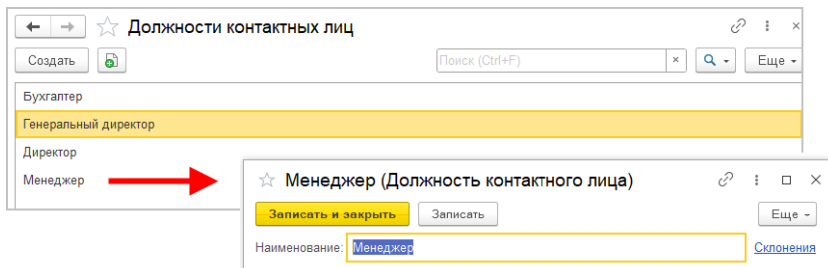 Должности контактных лиц
Создать Поиск (Ctrl+F) × Еще
Бухгалтер
Генеральный директор
Директор
Менеджер
Менеджер (Должность контактного лица)
Записать и закрыть Записать Еще
Наименование: Менеджер Склонения